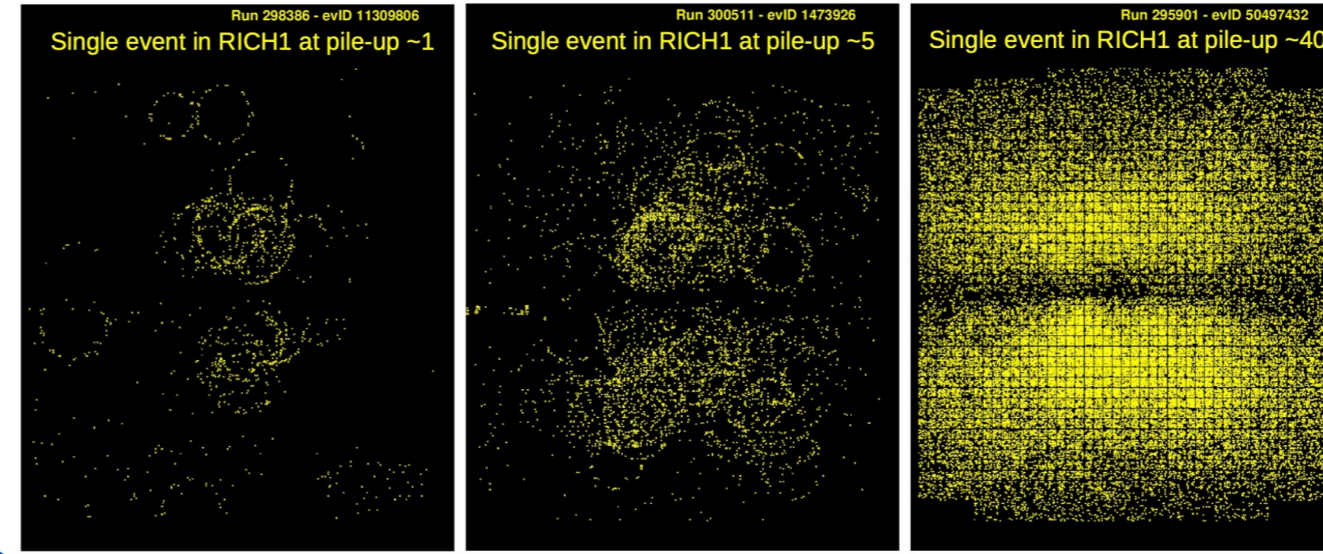 Run 298386 - evID 11309806
Single event in RICH1 at pile-up ~1
Run 300511 - evID 1473926
Single event in RICH1 at pile-up ~5
Run 295901 - evID 50497432
Single event in RICH1 at pile-up ~40